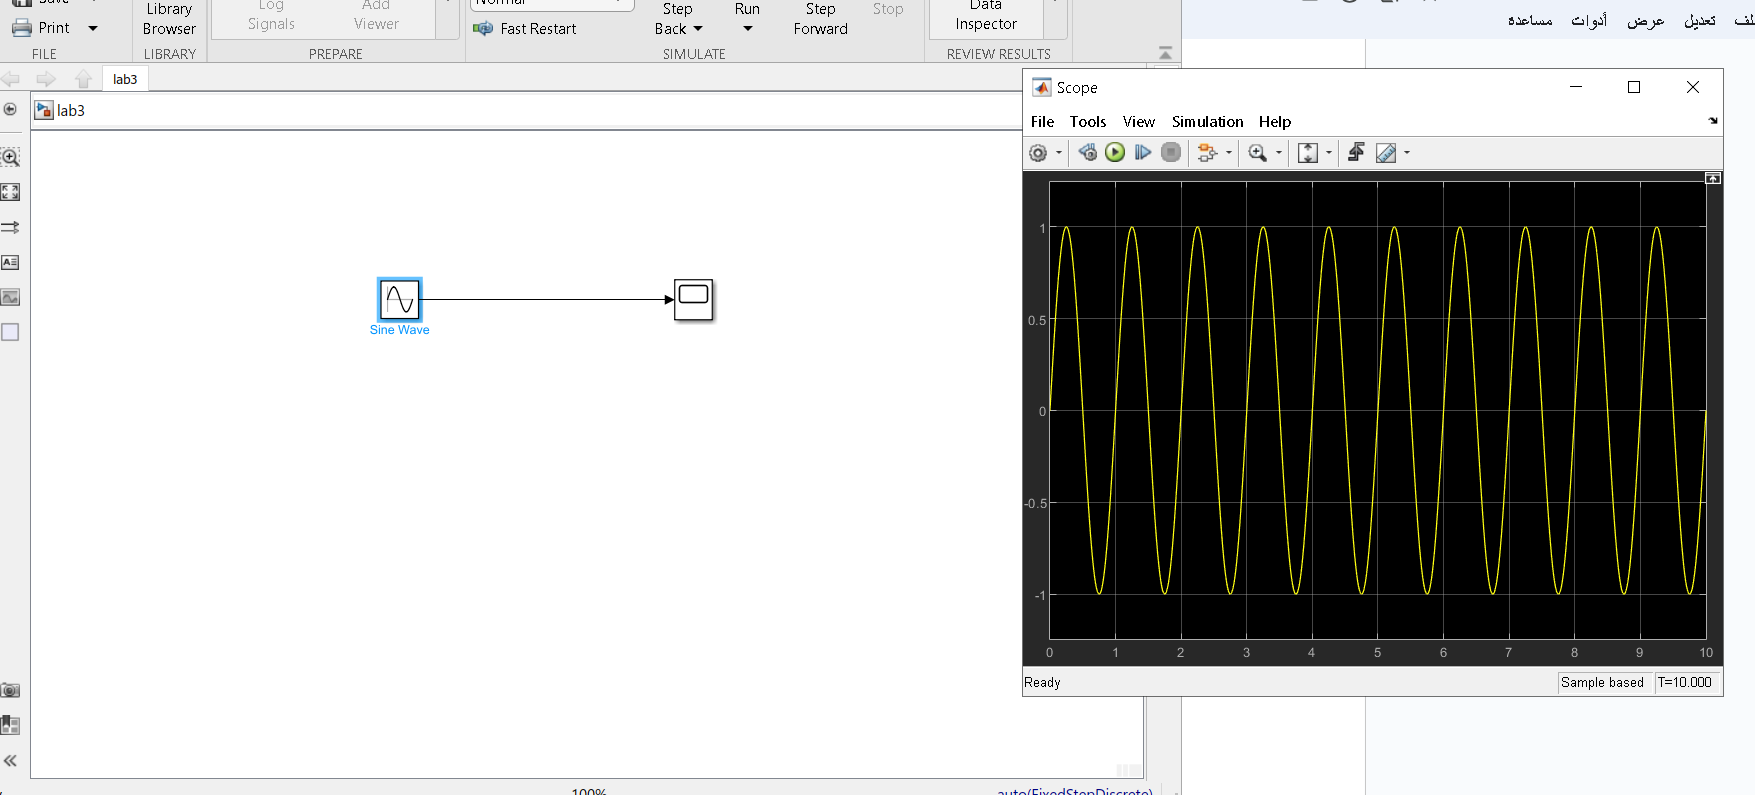 Save
Print
FILE
Library
Browser
LIBRARY
Log
Signals
Add
Viewer
PREPARE
Normal
Fast Restart
Step
Back
Run
Step
Forward
Stop
SIMULATE
Data
Inspector
REVIEW RESULTS
تعديل عرض أدوات مساعدة
lab3
lab3
Sine Wave
100%
auto(FixedStepDiscrete)
Scope
File Tools View Simulation Help
1
0.5
0
-0.5
-1
0 1 2 3 4 5 6 7 8 9 10
Ready
Sample based T=10.000